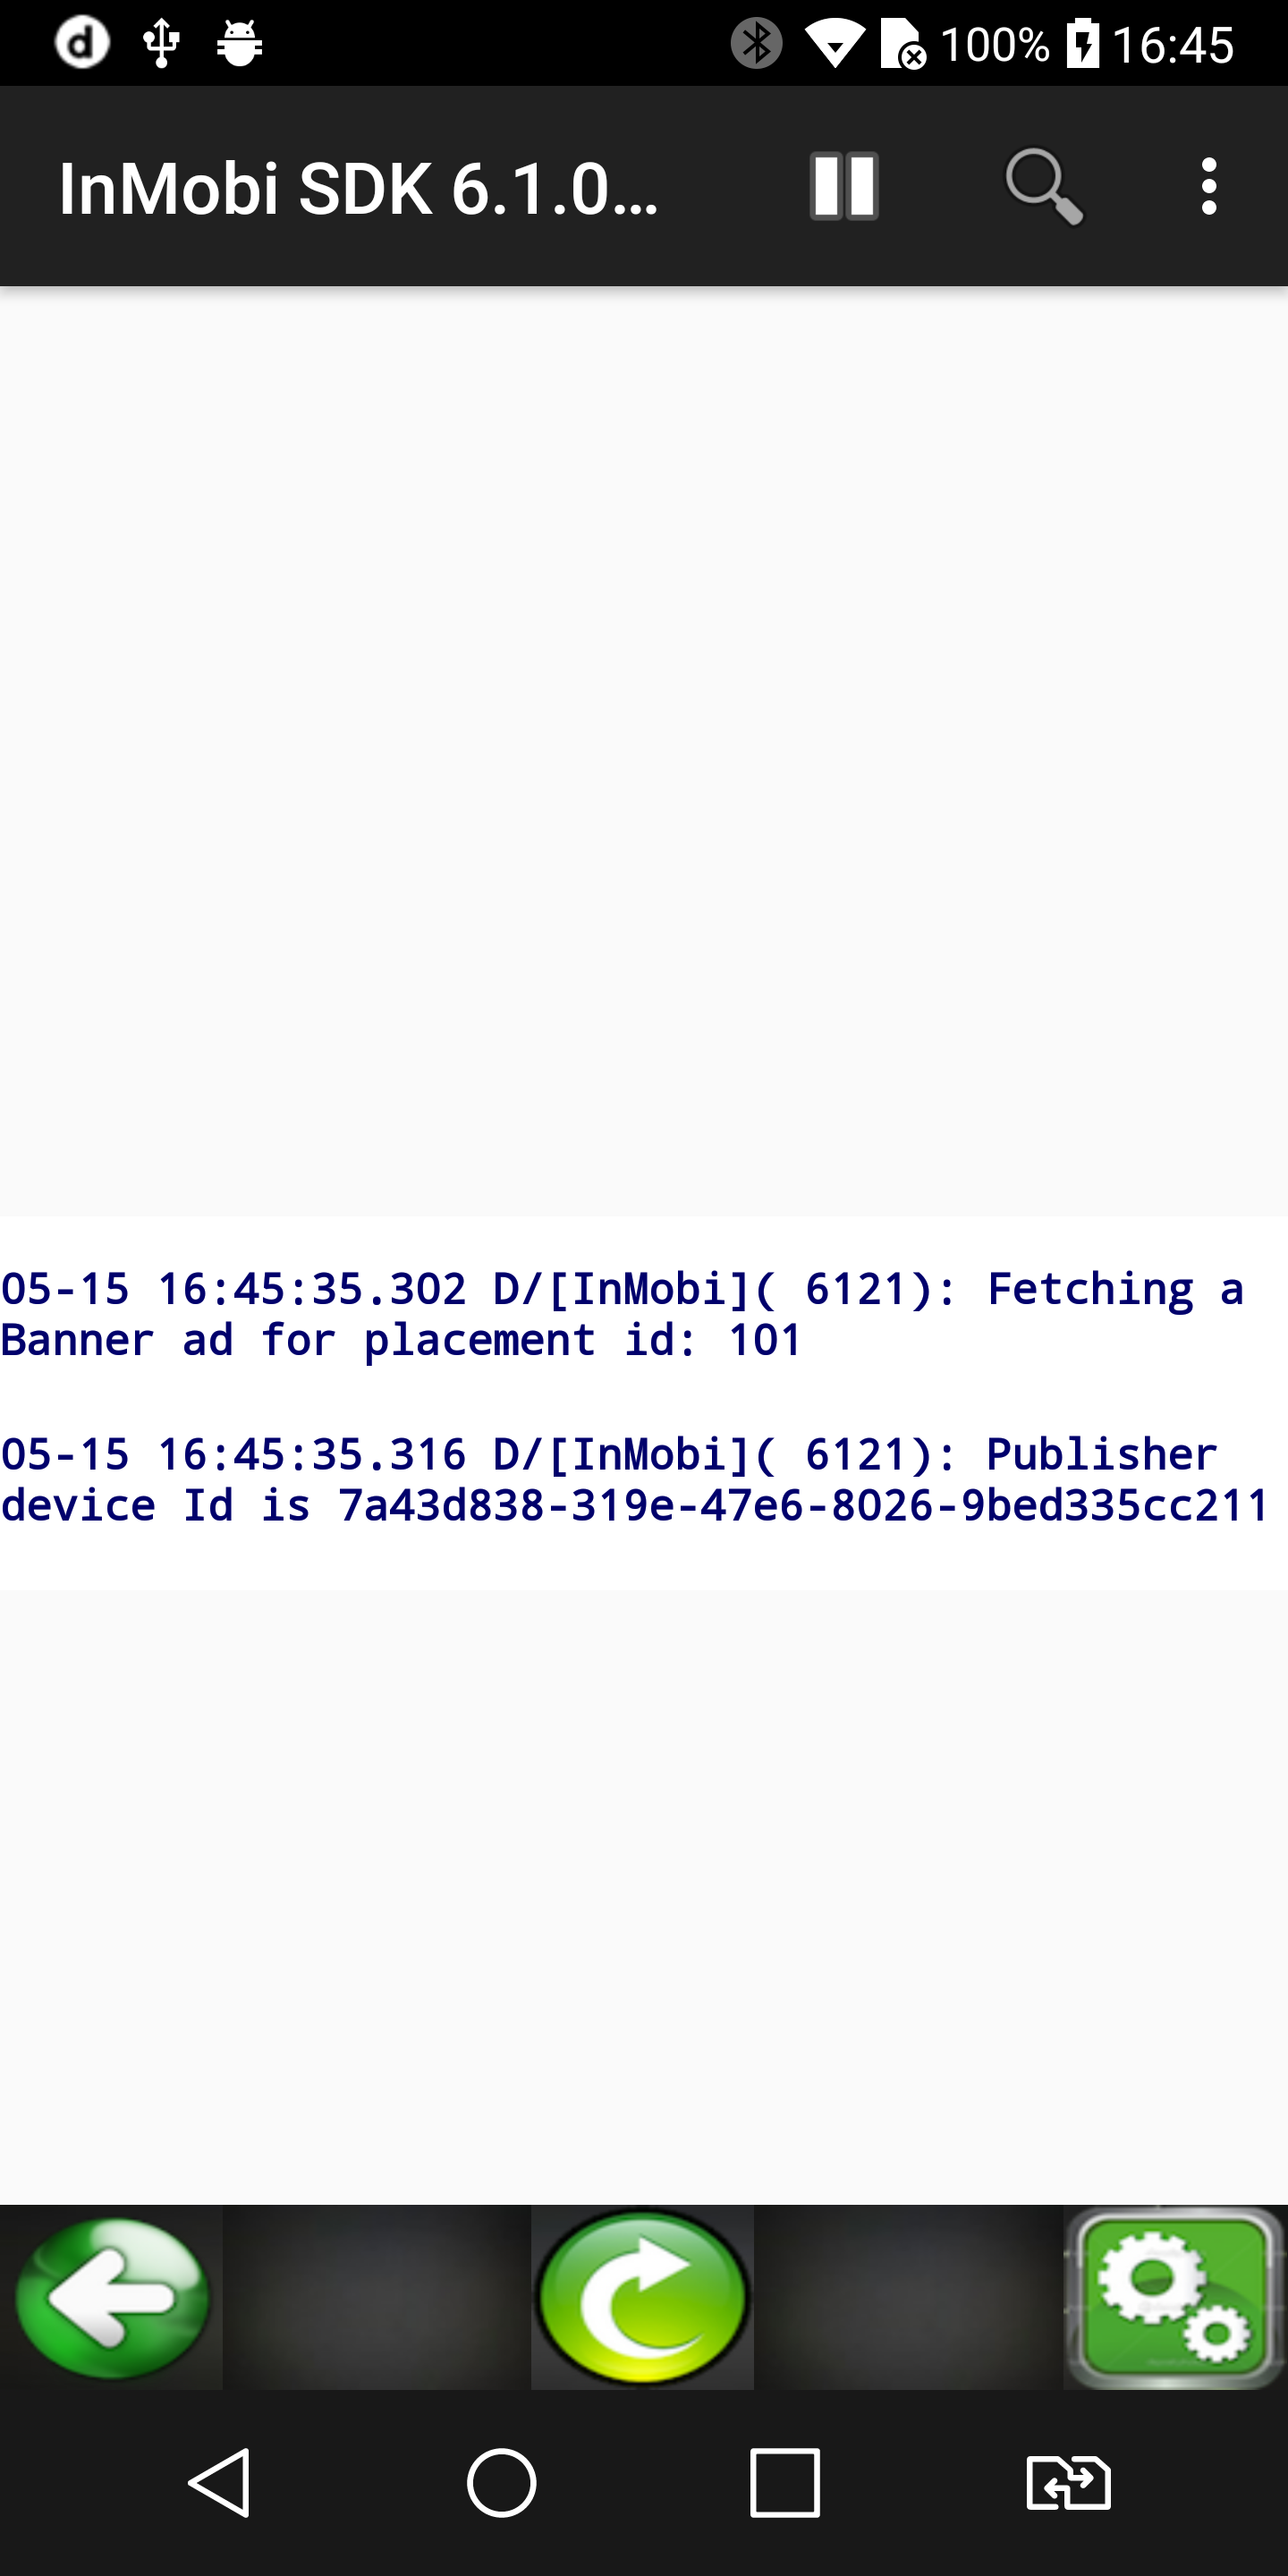 100% 16:45
InMobi SDK 6.1.0...
05-15 16:45:35.302 D/[InMobi]( 6121): Fetching a
Banner ad for placement id: 101
05-15 16:45:35.316 D/[InMobi]( 6121): Publisher
device Id is 7a43d838-319e-47e6-8026-9bed335cc211